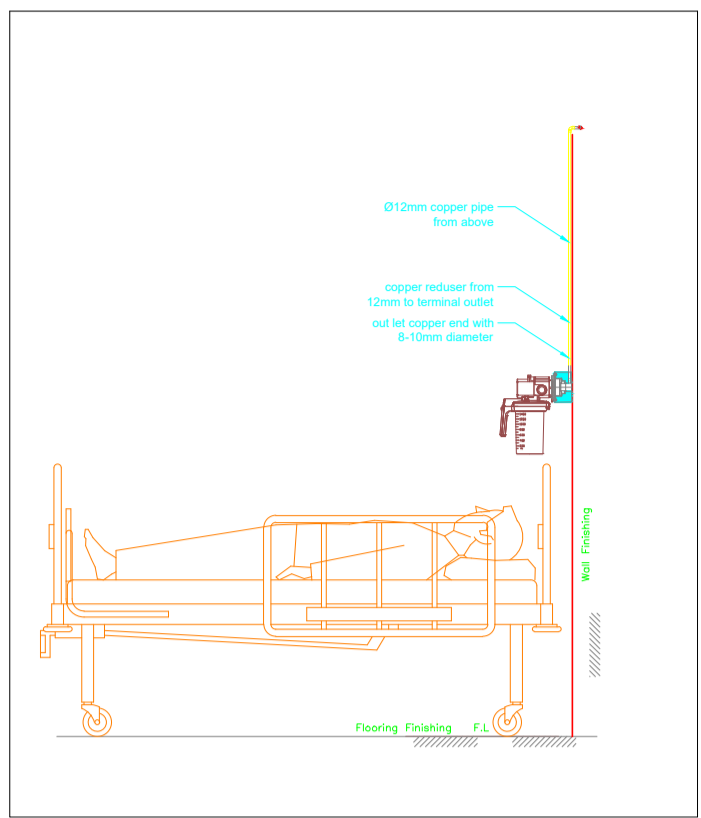 Ø12mm copper pipe
from above
copper reduser from
12mm to terminal outlet
out let copper end with
8-10mm diameter
Wall Finishing
Flooring Finishing F.L